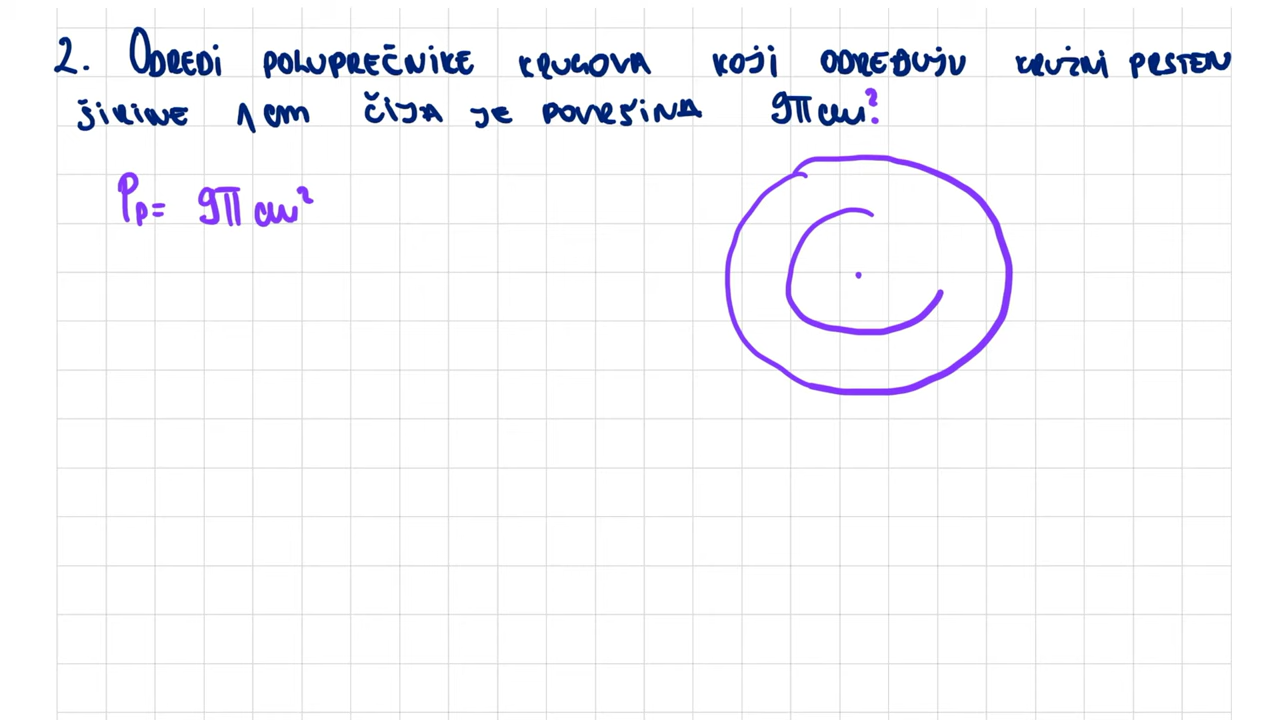 2. ODREDI POLUPREČNIKE KRUGOVA KOJI ODREĐUJU KRUŽNI PRSTEN
ŠIRINE 1cm ČIJA JE POVRŠINA 9π cm².
Pp = 9π cm²